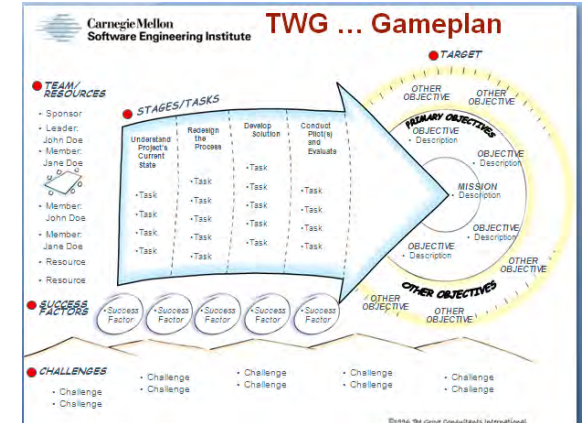 Carnegie Mellon
Software Engineering Institute
TWG ... Gameplan
TARGET
TEAM/
RESOURCES
• Sponsor
• Leader:
John Doe
• Member:
Jane Doe
• Member:
John Doe
• Member:
Jane Doe
• Resource
• Resource
STAGES/TASKS
Understand
Project's
Current
State
•Task
•Task
•Task
•Task
Redesign
the
Process
•Task
•Task
•Task
•Task
•Task
Develop
Solution
•Task
•Task
•Task
•Task
•Task
Conduct
Pilot(s)
and
Evaluate
•Task
•Task
•Task
•Task
OTHER
OBJECTIVE
OTHER
OBJECTIVE
PRIMARY OBJECTIVES
OBJECTIVE
• Description
OBJECTIVE
• Description
MISSION
• Description
OBJECTIVE
• Description
OBJECTIVE
• Description
OTHER
OBJECTIVE
OTHER OBJECTIVES
OTHER
OBJECTIVE
OTHER
OBJECTIVE
SUCCESS
FACTORS
•Success
Factor
•Success
Factor
•Success
Factor
•Success
Factor
•Success
Factor
CHALLENGES
• Challenge
• Challenge
• Challenge
• Challenge
• Challenge
• Challenge
• Challenge
• Challenge
• Challenge
• Challenge
The Grove Consultants International